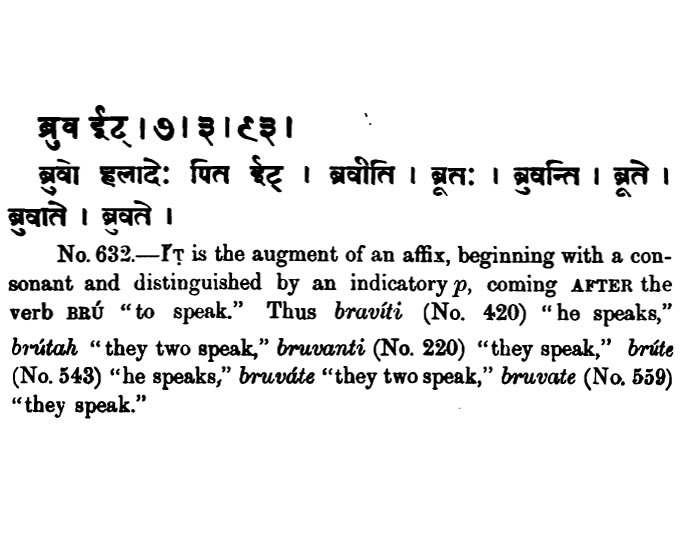 ब्रुव ईट् । ७ । ३ । ९३ ।
ब्रुवो हलादेः पित ईट् । ब्रवीति । ब्रूतः । ब्रुवन्ति । ब्रूते ।
ब्रुवाते । ब्रुवते ।
No. 632.—ÍṬ is the augment of an affix, beginning with a con-
sonant and distinguished by an indicatory p, coming AFTER the
verb BRÚ "to speak." Thus bravíti (No. 420) "he speaks,"
brútah "they two speak," bruvanti (No. 220) "they speak," brúte
(No. 543) "he speaks," bruváte "they two speak," bruvate (No. 559)
"they speak."